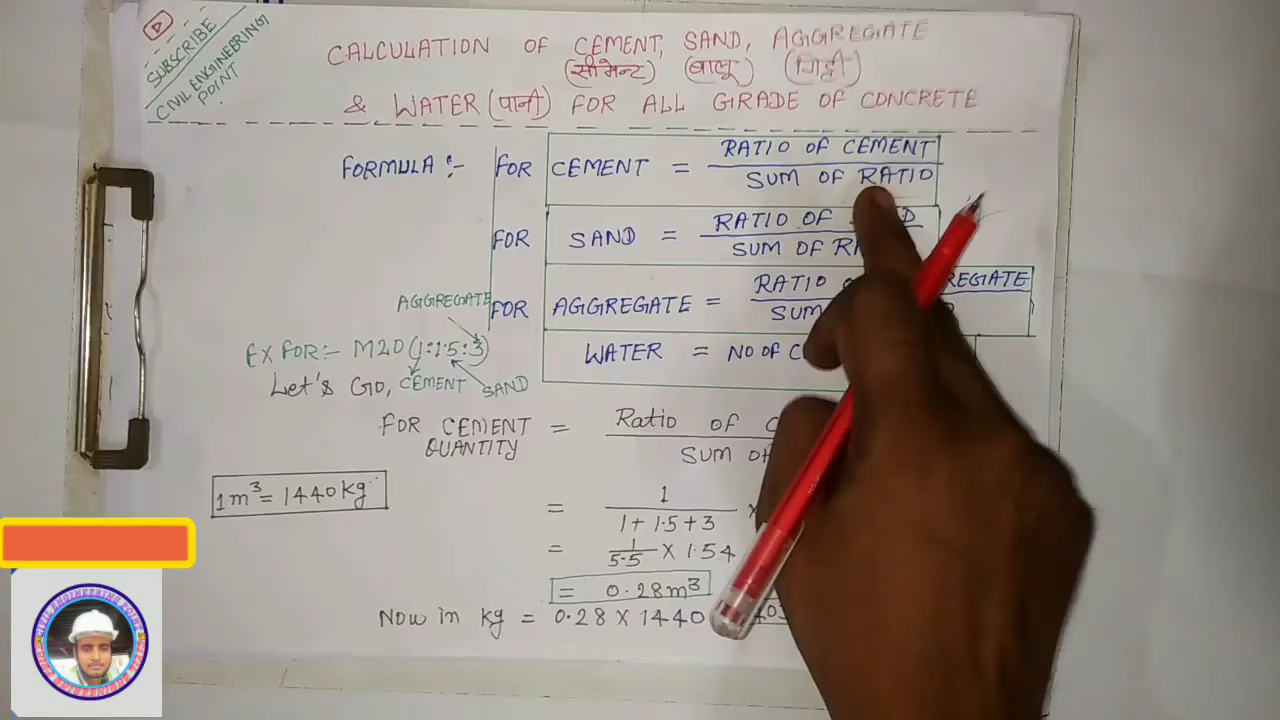 SUBSCRIBE
CIVIL ENGINEERING
POINT
CALCULATION OF CEMENT, SAND, AGGREGATE
(सीमेन्ट) (बालू) (गिट्टी)
& WATER (पानी) FOR ALL GRADE OF CONCRETE
FORMULA :- FOR CEMENT = RATIO OF CEMENT
SUM OF RATIO
FOR SAND = RATIO OF
SUM OF
AGGREGATE
FOR AGGREGATE = RATIO
SUM
EX FOR:- M20 (1:1.5:3)
WATER = NO OF
Let's GO, CEMENT SAND
FOR CEMENT = Ratio of
QUANTITY SUM OF
1m³ = 1440 kg
= 1
1 + 1.5 + 3
= 1 × 1.54
5.5
= 0.28m³
Now in kg = 0.28 × 1440
CIVIL ENGINEERING POINT